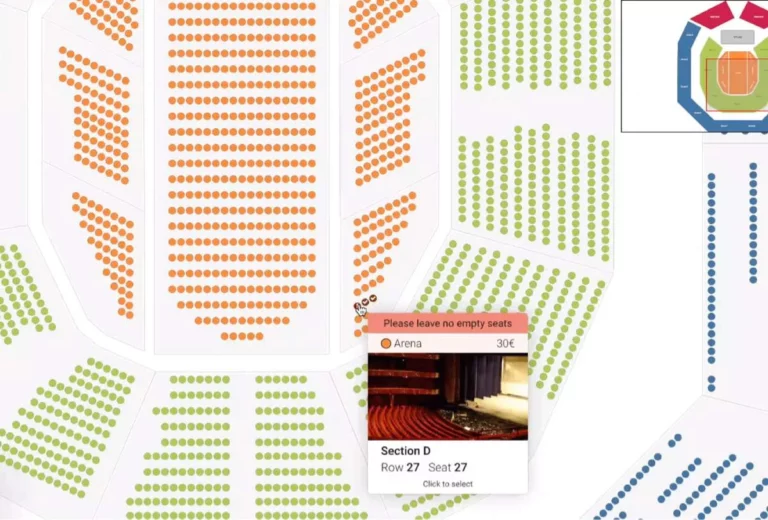 Please leave no empty seats
Arena 30€
Section D
Row 27 Seat 27
Click to select